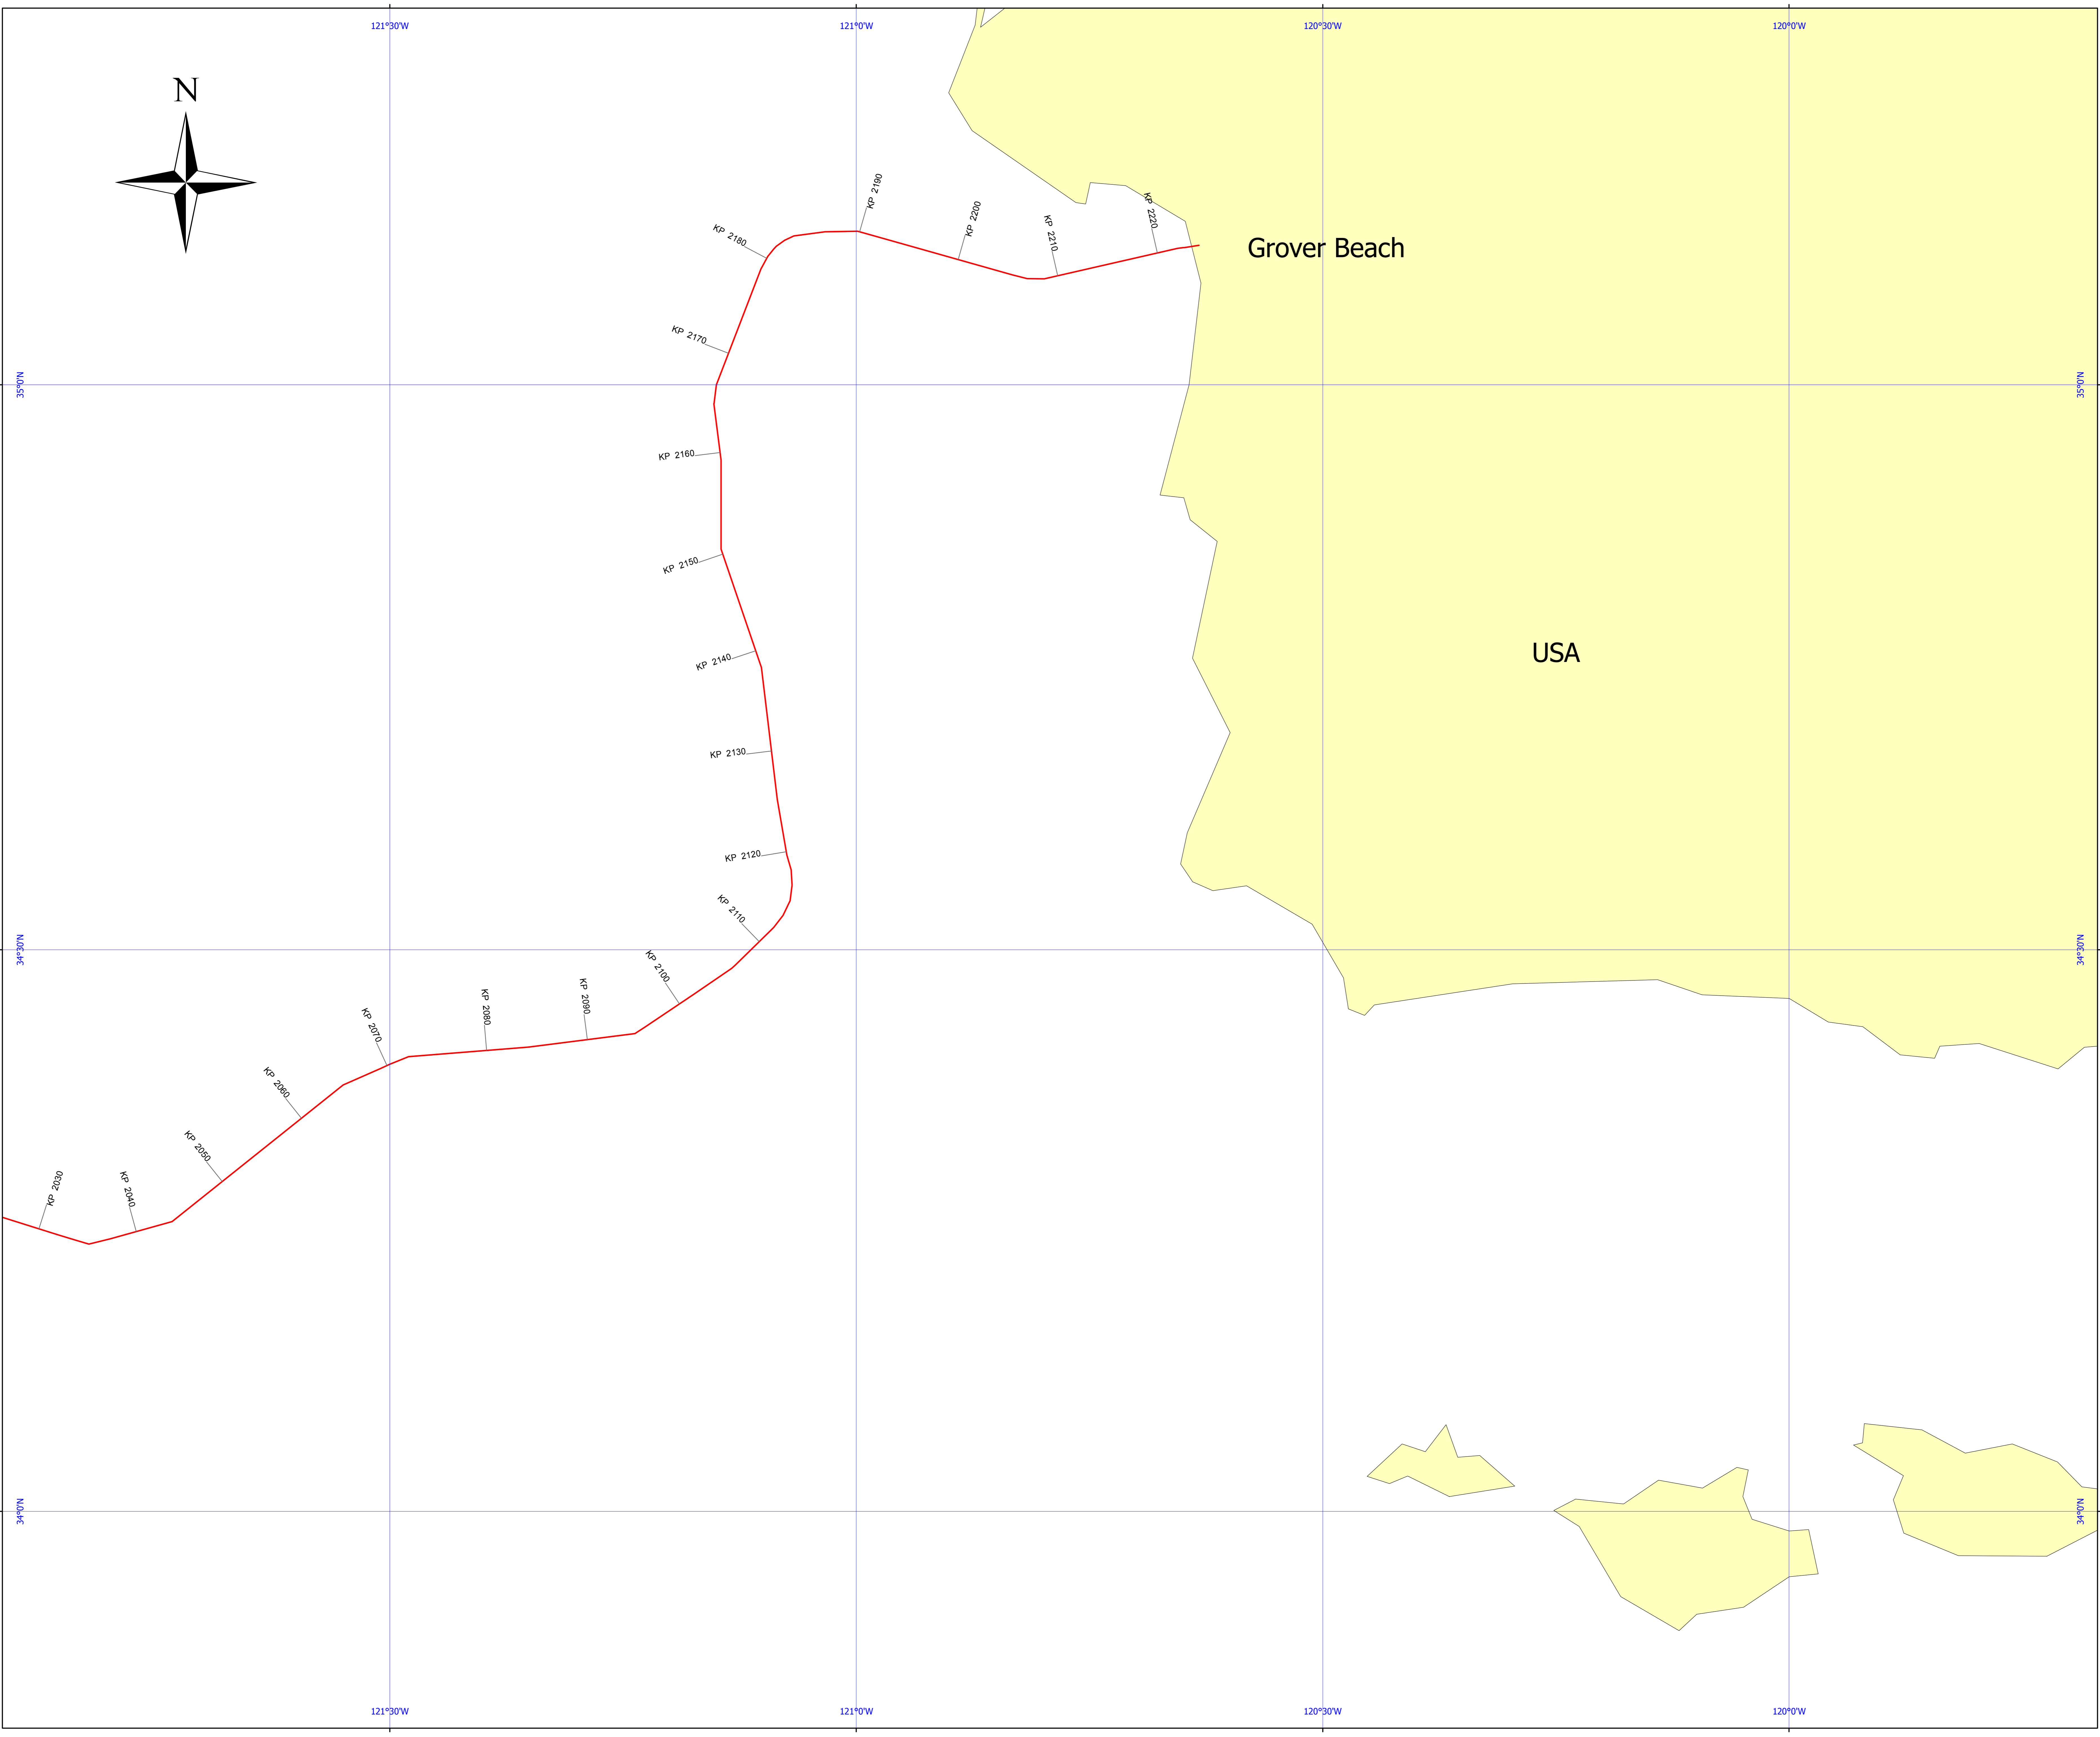 121°30'W
121°0'W
120°30'W
120°0'W
N
KP 2190
KP 2200
KP 2220
KP 2210
KP 2180
Grover Beach
KP 2170
35°0'N
35°0'N
KP 2160
KP 2150
KP 2140
USA
KP 2130
KP 2120
KP 2110
34°30'N
34°30'N
KP 2100
KP 2090
KP 2080
KP 2070
KP 2060
KP 2050
KP 2040
KP 2030
34°0'N
34°0'N
121°30'W
121°0'W
120°30'W
120°0'W